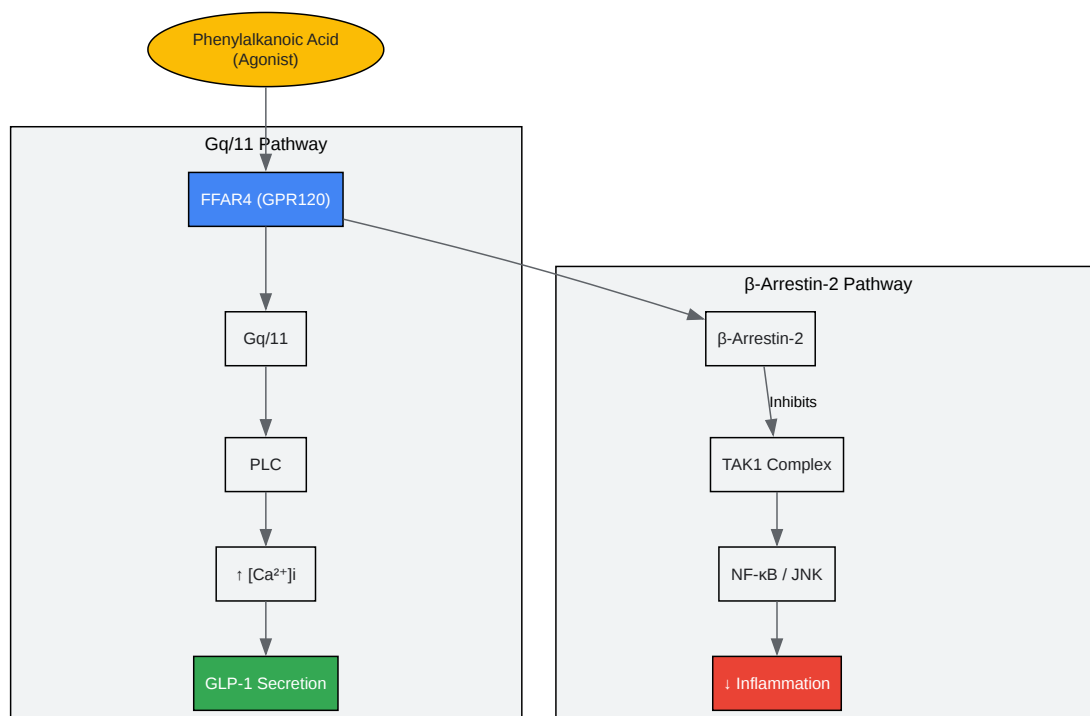 Phenylalkanoic Acid
(Agonist)
Gq/11 Pathway
FFAR4 (GPR120)
Gq/11
PLC
↑ [Ca²⁺]i
GLP-1 Secretion
β-Arrestin-2 Pathway
β-Arrestin-2
Inhibits
TAK1 Complex
NF-κB / JNK
↓ Inflammation